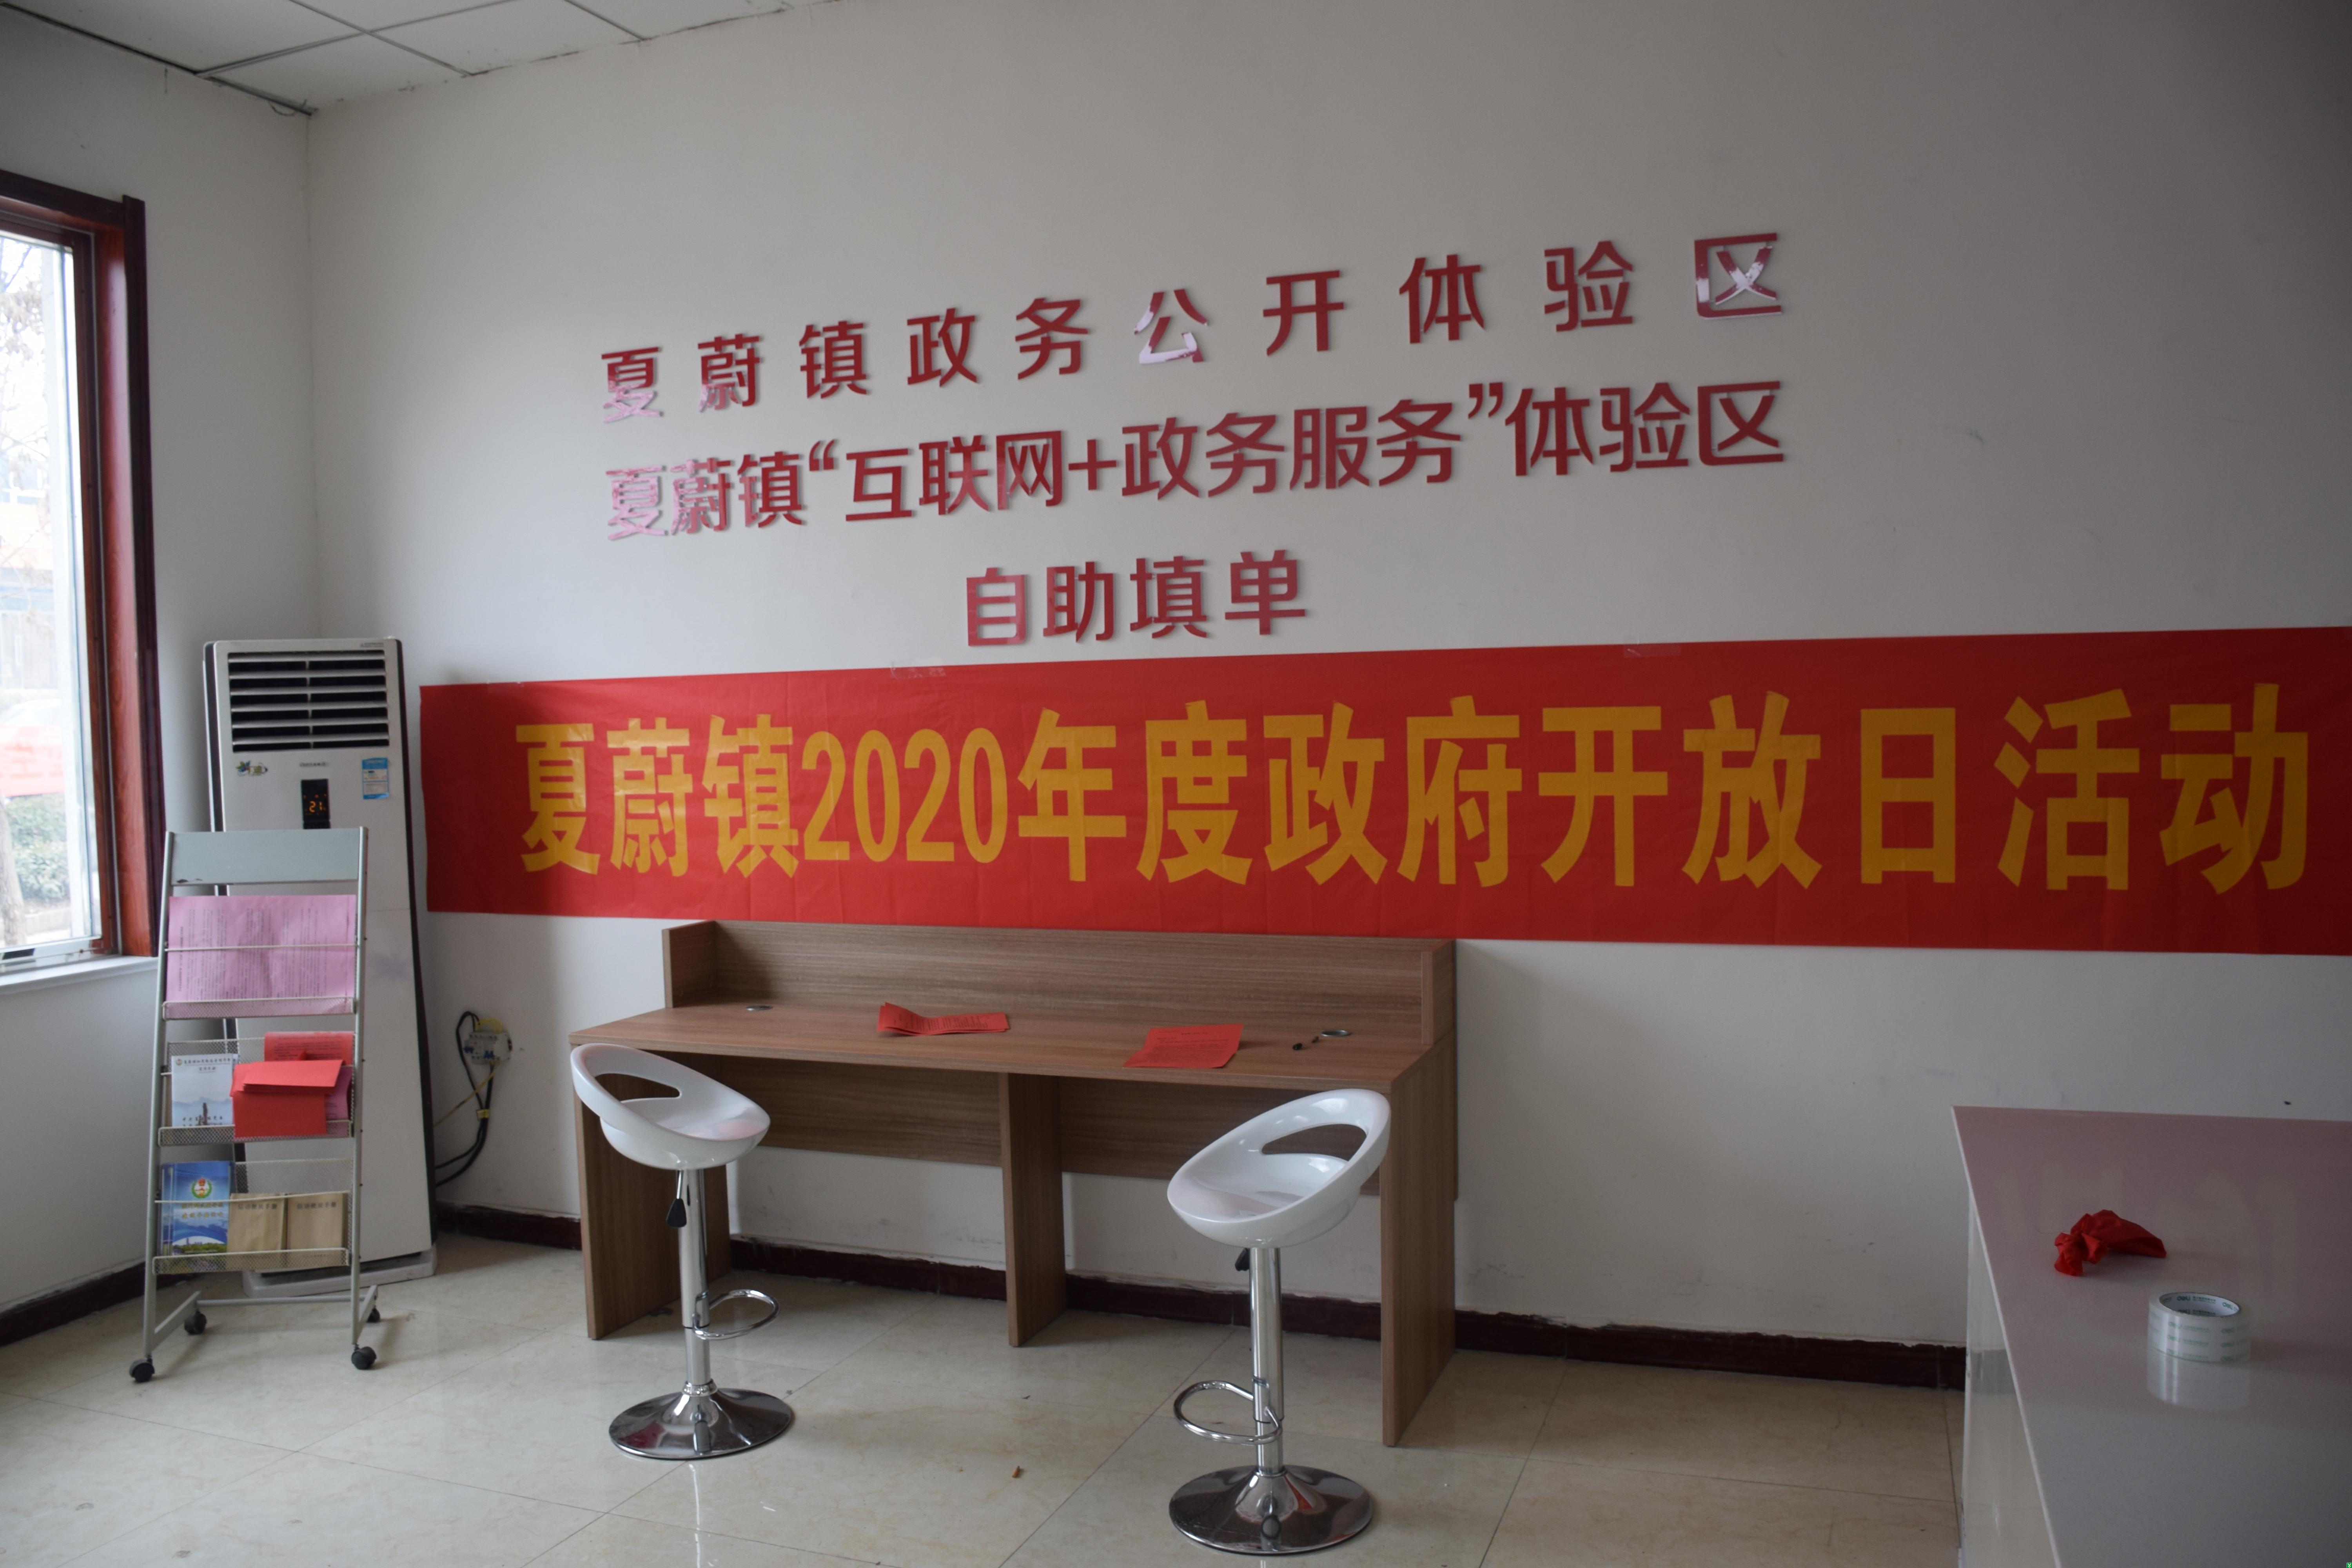 夏蔚镇政务公开体验区
夏蔚镇“互联网+政务服务”体验区
自助填单
夏蔚镇2020年度政府开放日活动
21